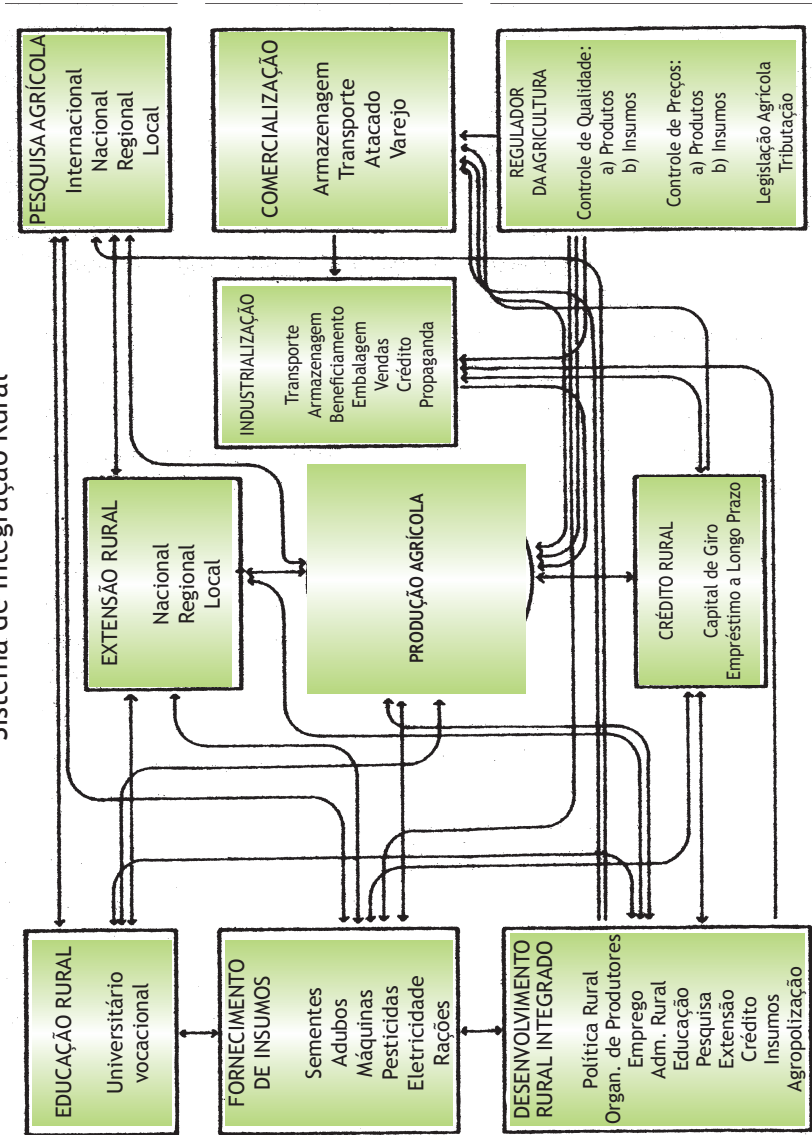 Sistema de Integração Rural
PESQUISA AGRÍCOLA
Internacional
Nacional
Regional
Local
COMERCIALIZAÇÃO
Armazenagem
Transporte
Atacado
Varejo
REGULADOR
DA AGRICULTURA
Controle de Qualidade:
a) Produtos
b) Insumos
Controle de Preços:
a) Produtos
b) Insumos
Legislação Agrícola
Tributação
INDUSTRIALIZAÇÃO
Transporte
Armazenagem
Beneficiamento
Embalagem
Vendas
Crédito
Propaganda
EXTENSÃO RURAL
Nacional
Regional
Local
PRODUÇÃO AGRÍCOLA
CRÉDITO RURAL
Capital de Giro
Empréstimo a Longo Prazo
EDUCAÇÃO RURAL
Universitário
vocacional
FORNECIMENTO
DE INSUMOS
Sementes
Adubos
Máquinas
Pesticidas
Eletricidade
Rações
DESENVOLVIMENTO
RURAL INTEGRADO
Política Rural
Organ. de Produtores
Emprego
Adm. Rural
Educação
Pesquisa
Extensão
Crédito
Insumos
Agropolização